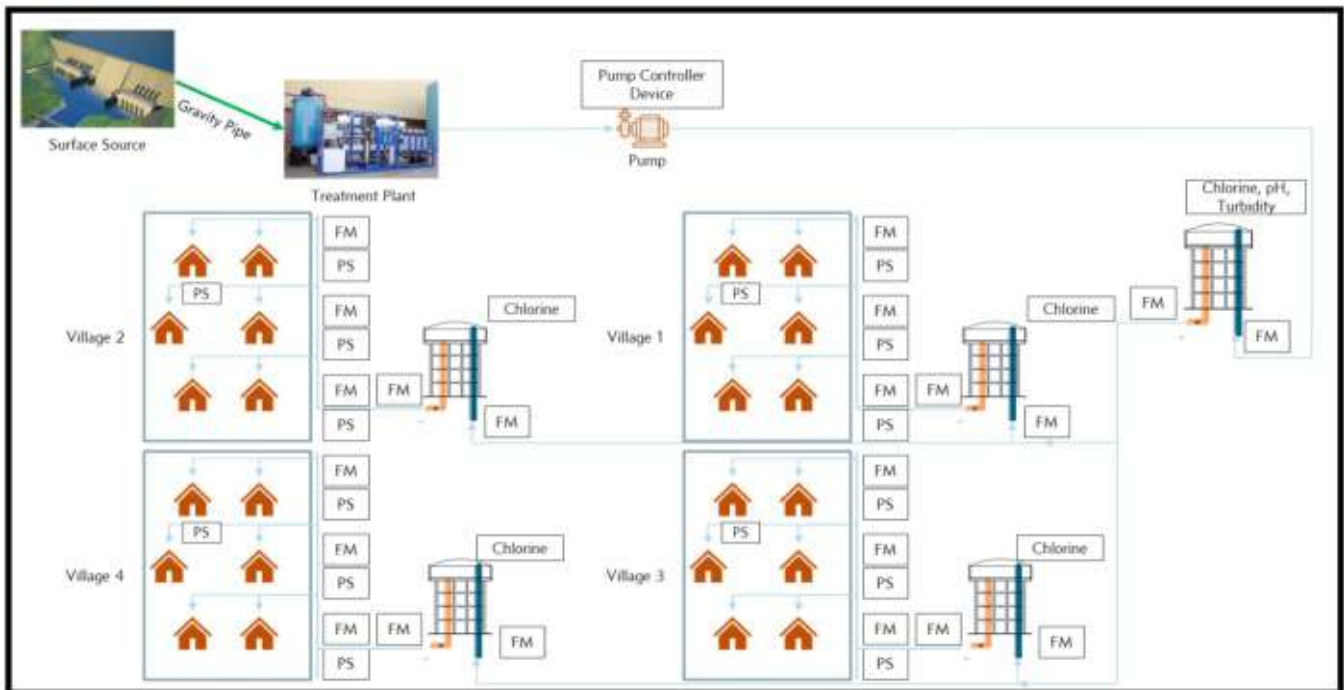 Surface Source
Gravity Pipe
Treatment Plant
Pump Controller
Device
Pump
Chlorine, pH,
Turbidity
FM
FM
Village 2
PS
FM
PS
FM
PS
FM
PS
FM
Chlorine
FM
Village 1
PS
FM
PS
FM
PS
FM
PS
FM
Chlorine
FM
Village 4
PS
FM
PS
FM
PS
FM
PS
FM
Chlorine
FM
Village 3
PS
FM
PS
FM
PS
FM
PS
FM
Chlorine
FM